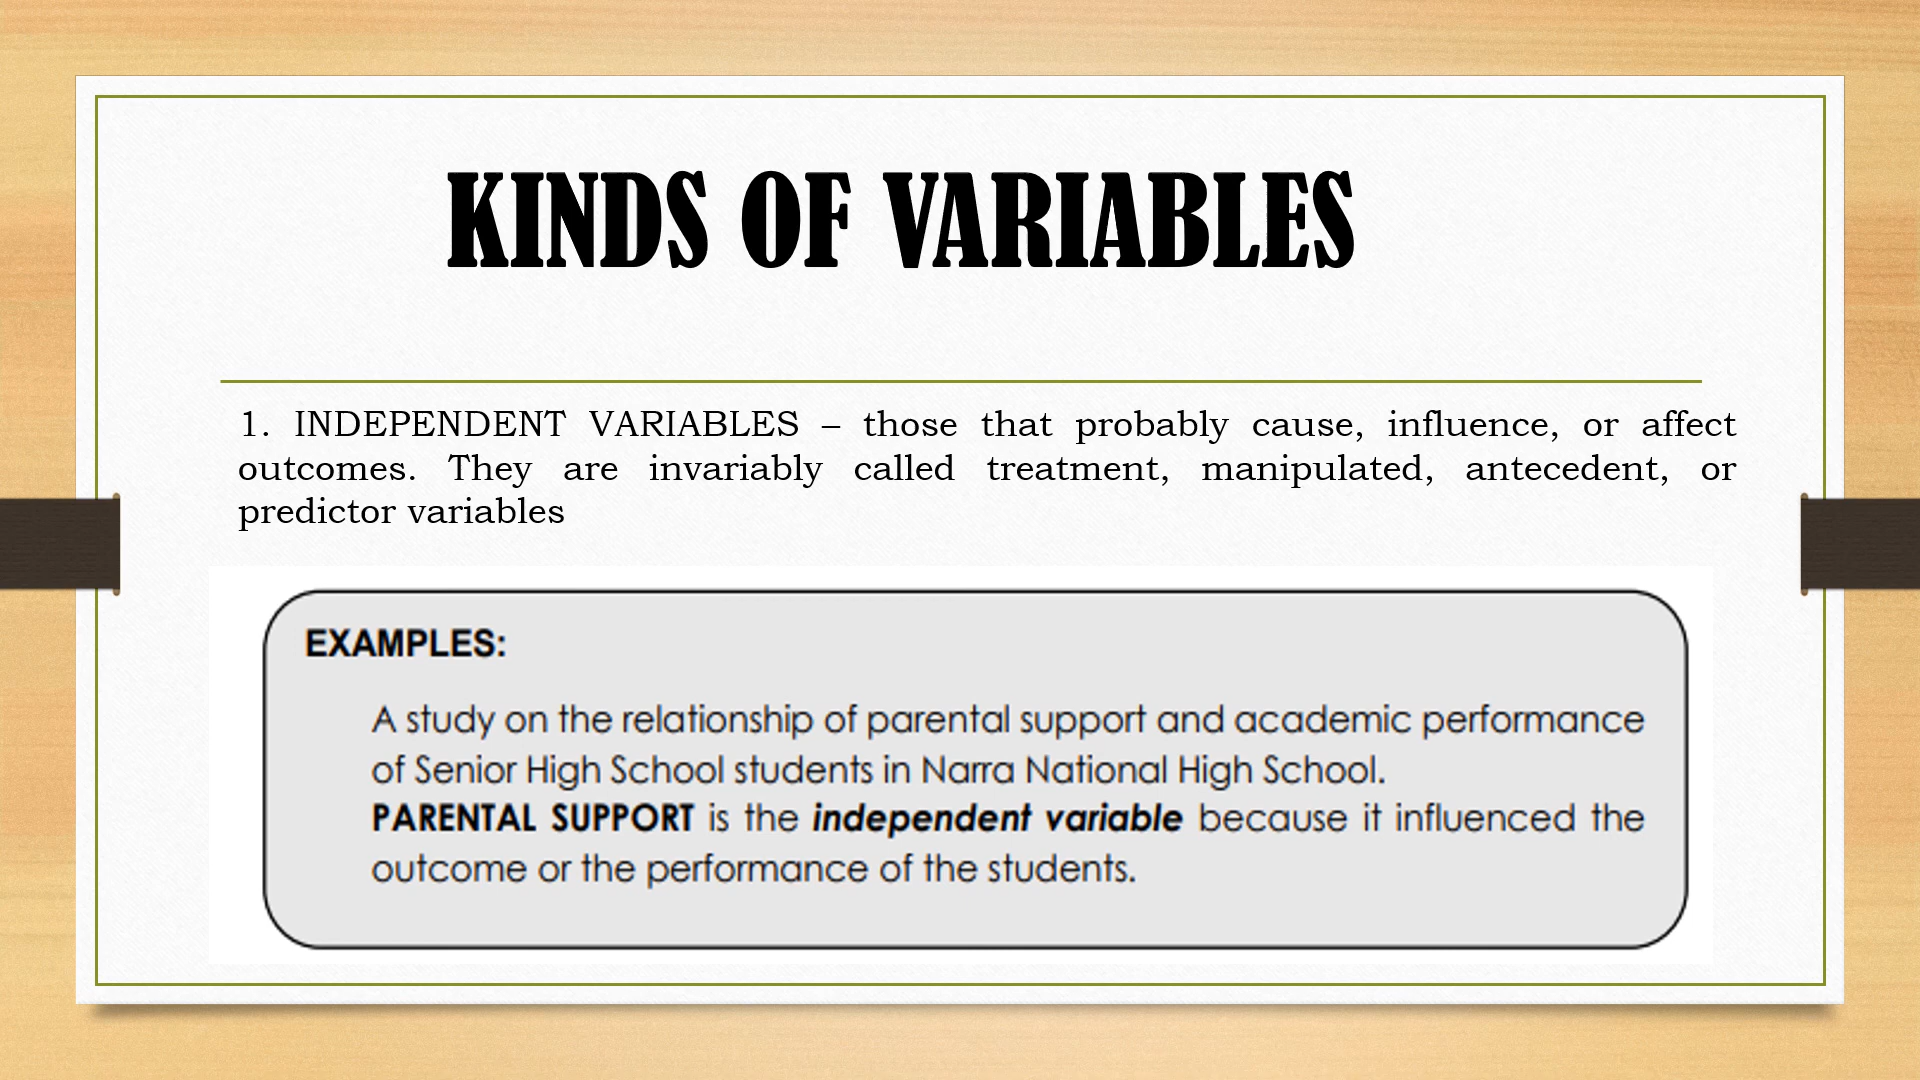 KINDS OF VARIABLES
1. INDEPENDENT VARIABLES – those that probably cause, influence, or affect
outcomes. They are invariably called treatment, manipulated, antecedent, or
predictor variables
EXAMPLES:
A study on the relationship of parental support and academic performance
of Senior High School students in Narra National High School.
PARENTAL SUPPORT is the independent variable because it influenced the
outcome or the performance of the students.